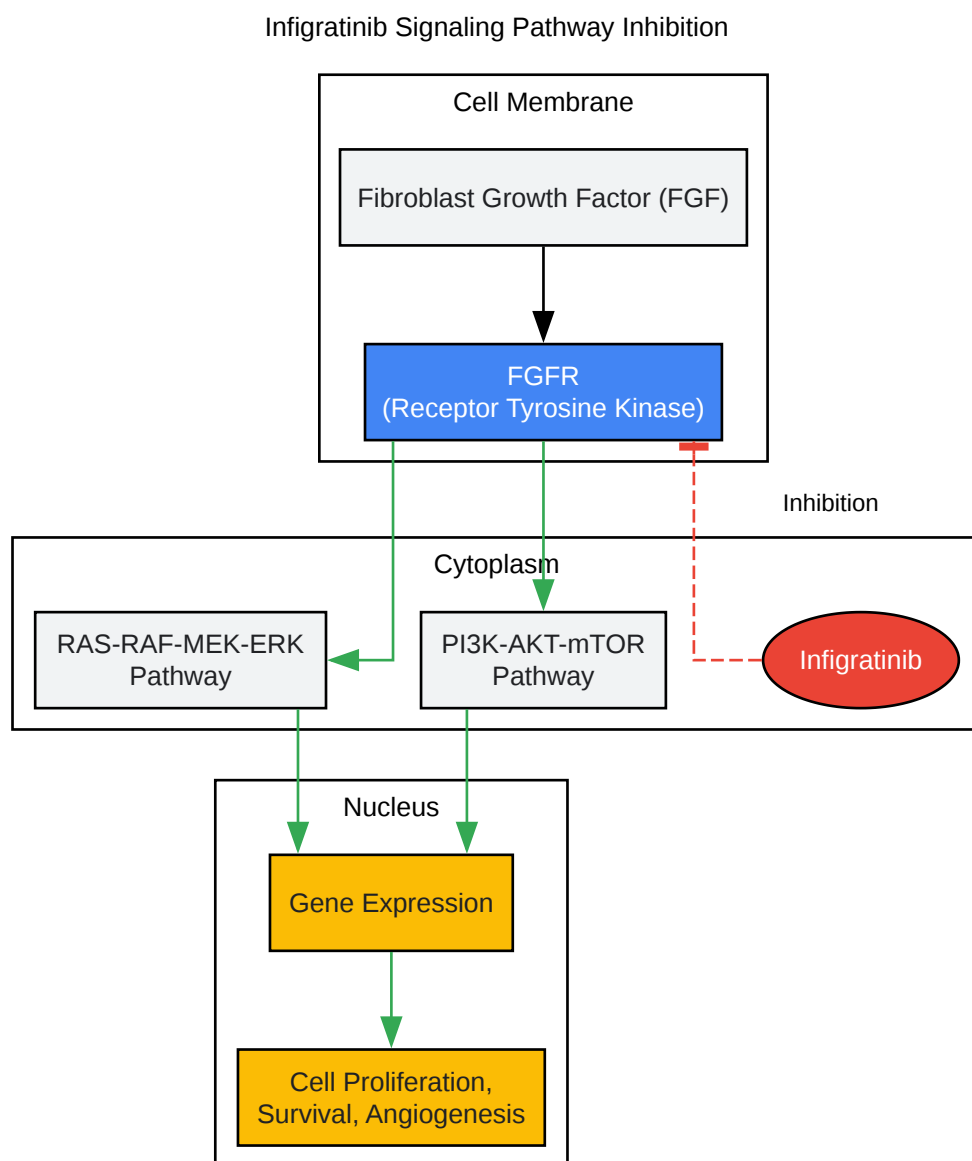 Infigratinib Signaling Pathway Inhibition
Cell Membrane
Fibroblast Growth Factor (FGF)
FGFR
(Receptor Tyrosine Kinase)
Inhibition
Cytoplasm
RAS-RAF-MEK-ERK
Pathway
PI3K-AKT-mTOR
Pathway
Infigratinib
Nucleus
Gene Expression
Cell Proliferation,
Survival, Angiogenesis